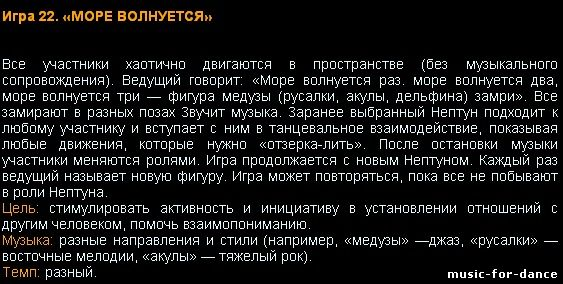 Игра 22. «МОРЕ ВОЛНУЕТСЯ»
Все участники хаотично двигаются в пространстве (без музыкального
сопровождения). Ведущий говорит: «Море волнуется раз. море волнуется два,
море волнуется три — фигура медузы (русалки, акулы, дельфина) замри». Все
замирают в разных позах Звучит музыка. Заранее выбранный Нептун подходит к
любому участнику и вступает с ним в танцевальное взаимодействие, показывая
любые движения, которые нужно «отзерка-лить». После остановки музыки
участники меняются ролями. Игра продолжается с новым Нептуном. Каждый раз
ведущий называет новую фигуру. Игра может повторяться, пока все не побывают
в роли Нептуна.
Цель: стимулировать активность и инициативу в установлении отношений с
другим человеком, помочь взаимопониманию.
Музыка: разные направления и стили (например, «медузы» —джаз, «русалки» —
восточные мелодии, «акулы» — тяжелый рок).
Темп: разный.
music-for-dance